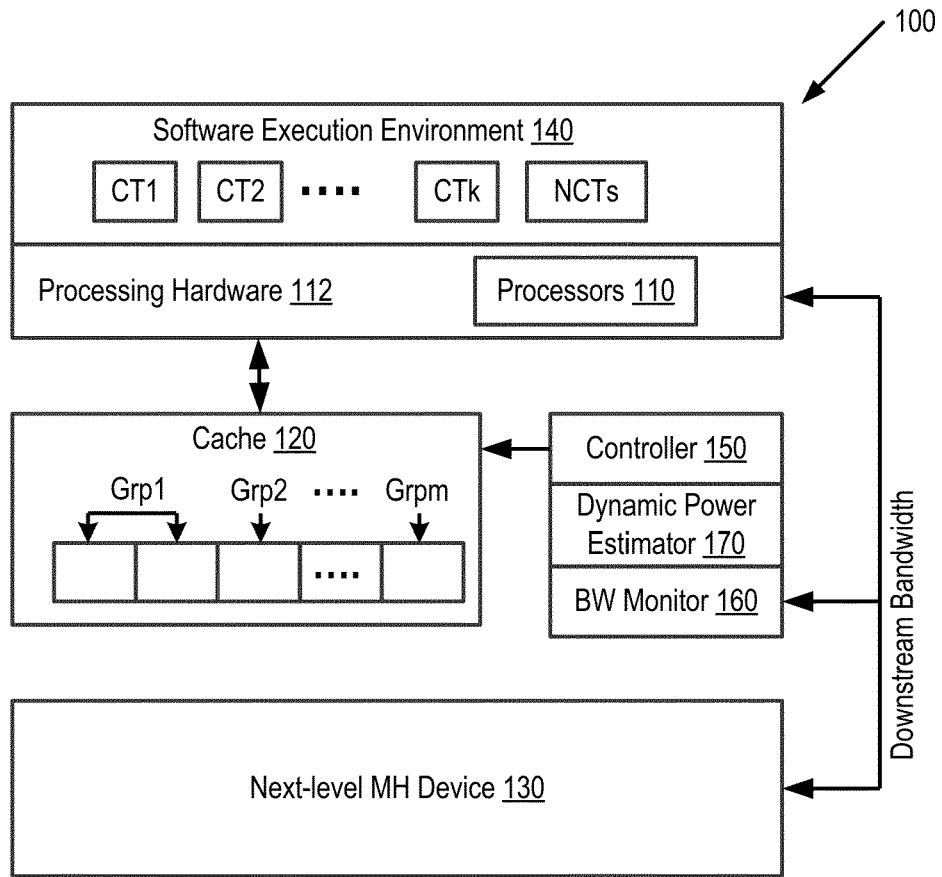 100
Software Execution Environment 140
CT1 CT2 .... CTk NCTs
Processing Hardware 112
Processors 110
Cache 120
Grp1 Grp2 .... Grpm
....
Controller 150
Dynamic Power
Estimator 170
BW Monitor 160
Downstream Bandwidth
Next-level MH Device 130